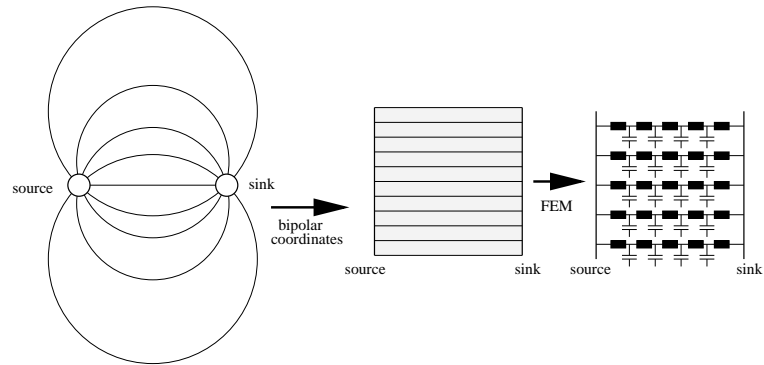 source
sink
bipolar
coordinates
source
sink
FEM
source
sink